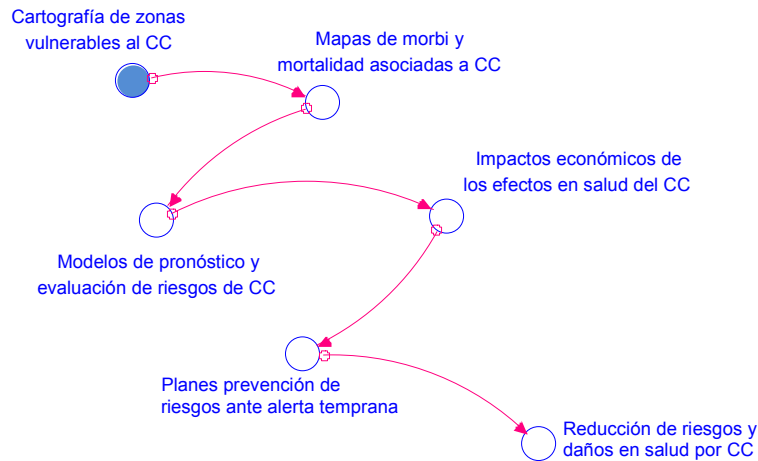 Cartografía de zonas
vulnerables al CC
Mapas de morbi y
mortalidad asociadas a CC
Impactos económicos de
los efectos en salud del CC
Modelos de pronóstico y
evaluación de riesgos de CC
Planes prevención de
riesgos ante alerta temprana
Reducción de riesgos y
daños en salud por CC